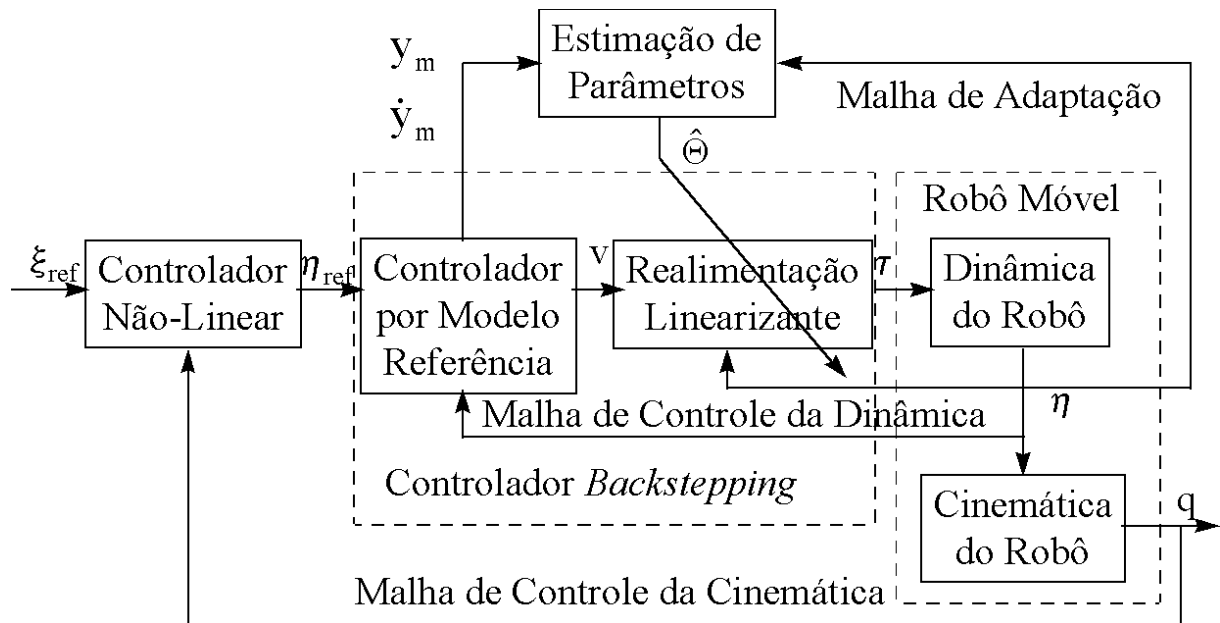 y_m
ẏ_m
Estimação de
Parâmetros
Malha de Adaptação
Θ̂
Robô Móvel
ξ_ref
Controlador
Não-Linear
η_ref
Controlador
por Modelo
Referência
v
Realimentação
Linearizante
τ
Dinâmica
do Robô
η
Malha de Controle da Dinâmica
Controlador Backstepping
Cinemática
do Robô
q
Malha de Controle da Cinemática